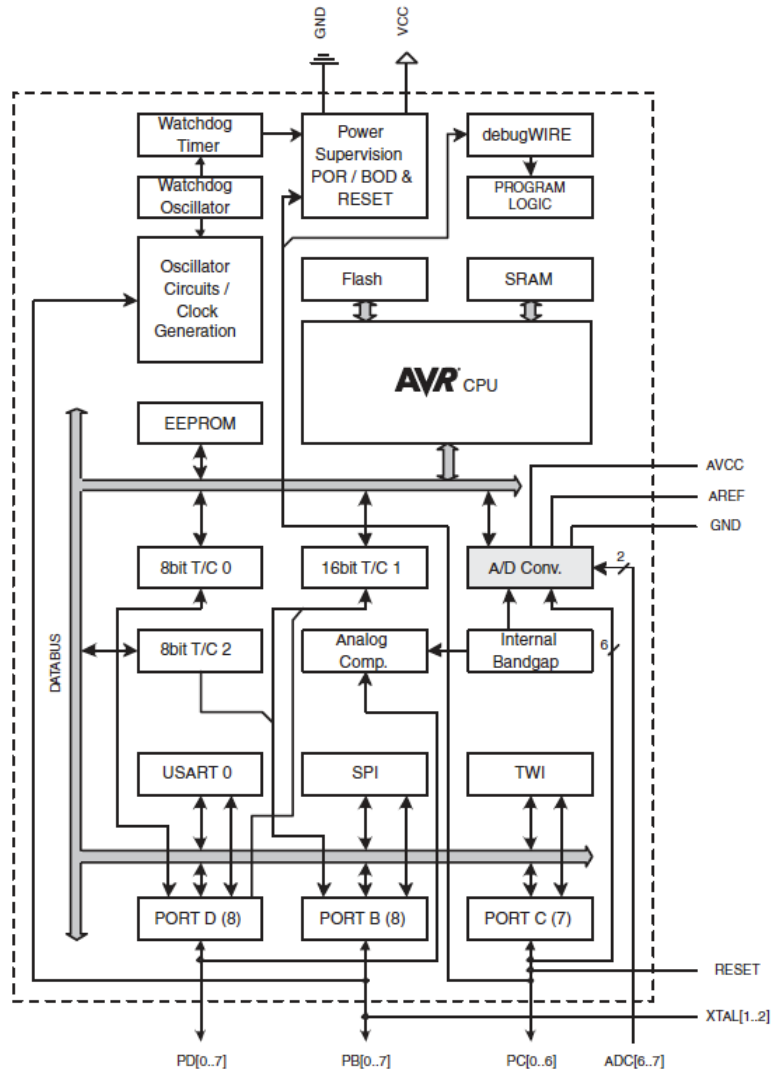 GND
VCC
Watchdog
Timer
Power
Supervision
POR / BOD &
RESET
debugWIRE
Watchdog
Oscillator
PROGRAM
LOGIC
Oscillator
Circuits /
Clock
Generation
Flash
SRAM
AVR CPU
EEPROM
AVCC
AREF
GND
8bit T/C 0
16bit T/C 1
A/D Conv.
2
8bit T/C 2
Analog
Comp.
Internal
Bandgap
6
DATABUS
USART 0
SPI
TWI
PORT D (8)
PORT B (8)
PORT C (7)
RESET
XTAL[1..2]
PD[0..7]
PB[0..7]
PC[0..6]
ADC[6..7]